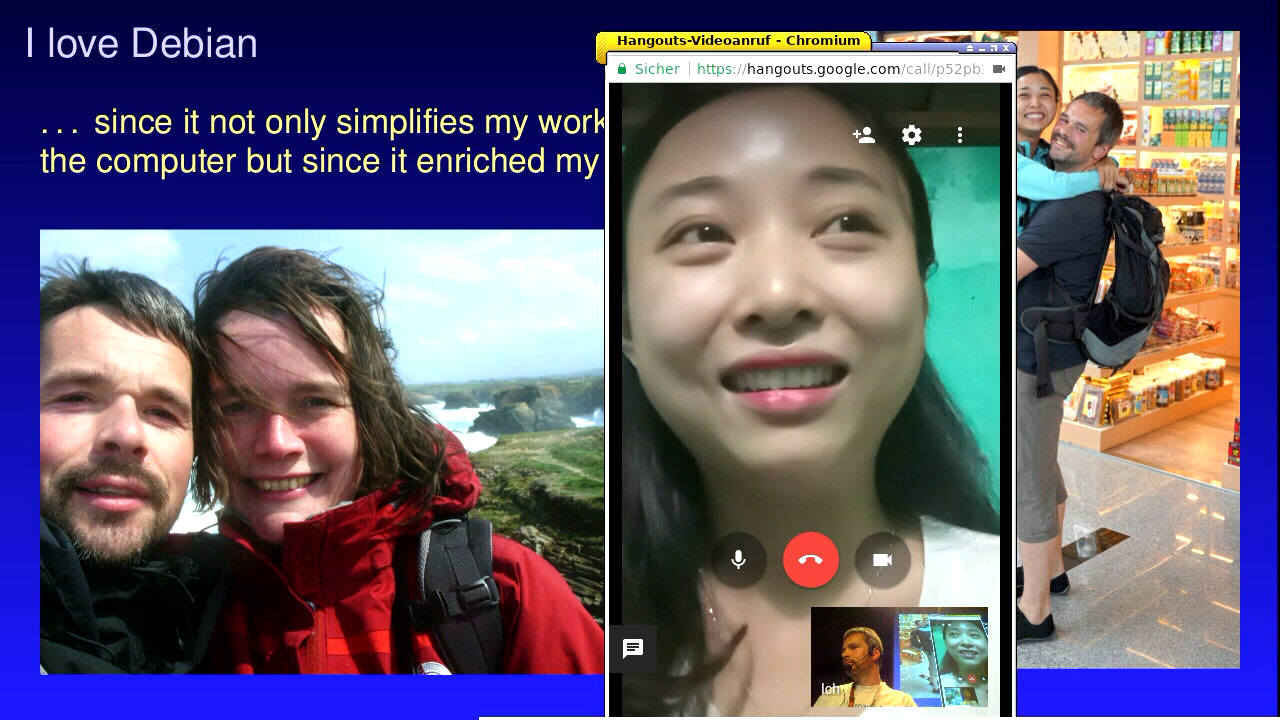 I love Debian
... since it not only simplifies my work
the computer but since it enriched my
Hangouts-Videoanruf - Chromium
Sicher
https://hangouts.google.com/call/p52pb
Ich